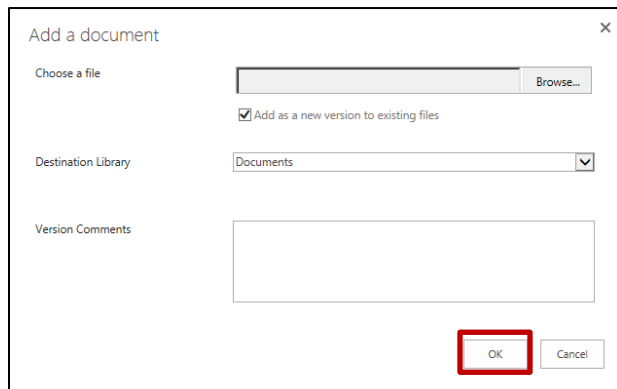 Add a document
Choose a file
Browse...
Add as a new version to existing files
Destination Library
Documents
Version Comments
OK
Cancel